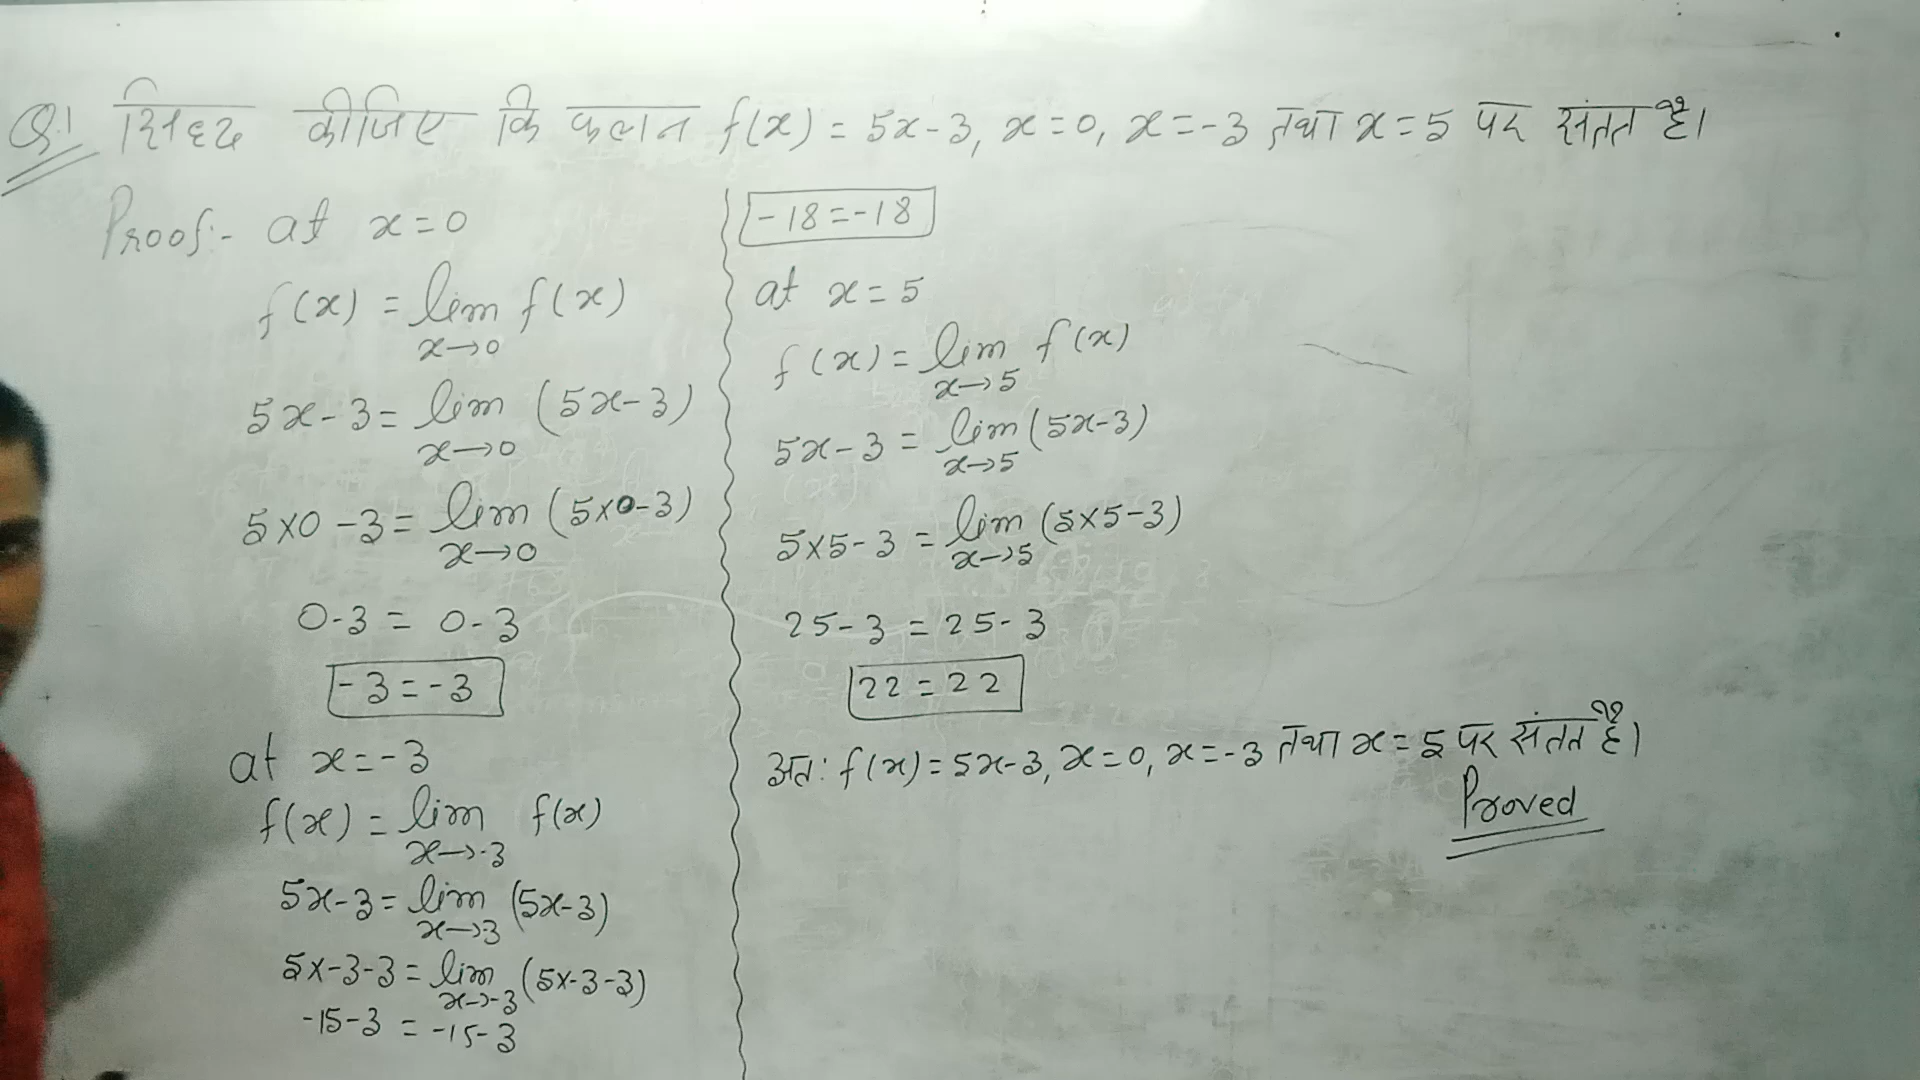 Q.1 सिद्ध कीजिए कि फलन f(x) = 5x-3, x=0, x=-3 तथा x=5 पर संतत है।
Proof:- at x=0
f(x) = lim f(x)
x→0
5x-3 = lim (5x-3)
x→0
5×0-3 = lim (5×0-3)
x→0
0-3 = 0-3
-3=-3
at x=-3
f(x) = lim f(x)
x→-3
5x-3 = lim (5x-3)
x→3
5×-3-3 = lim (5×-3-3)
x→-3
-15-3 = -15-3
-18=-18
at x=5
f(x) = lim f(x)
x→5
5x-3 = lim (5x-3)
x→5
5×5-3 = lim (5×5-3)
x→5
25-3 = 25-3
22=22
अत: f(x) = 5x-3, x=0, x=-3 तथा x=5 पर संतत है।
Proved